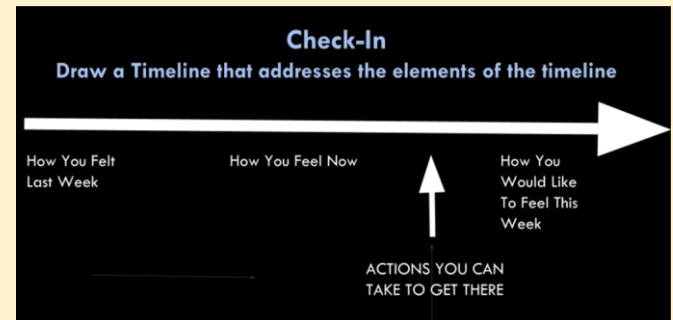 Check-In
Draw a Timeline that addresses the elements of the timeline
How You Felt
Last Week
How You Feel Now
How You
Would Like
To Feel This
Week
ACTIONS YOU CAN
TAKE TO GET THERE